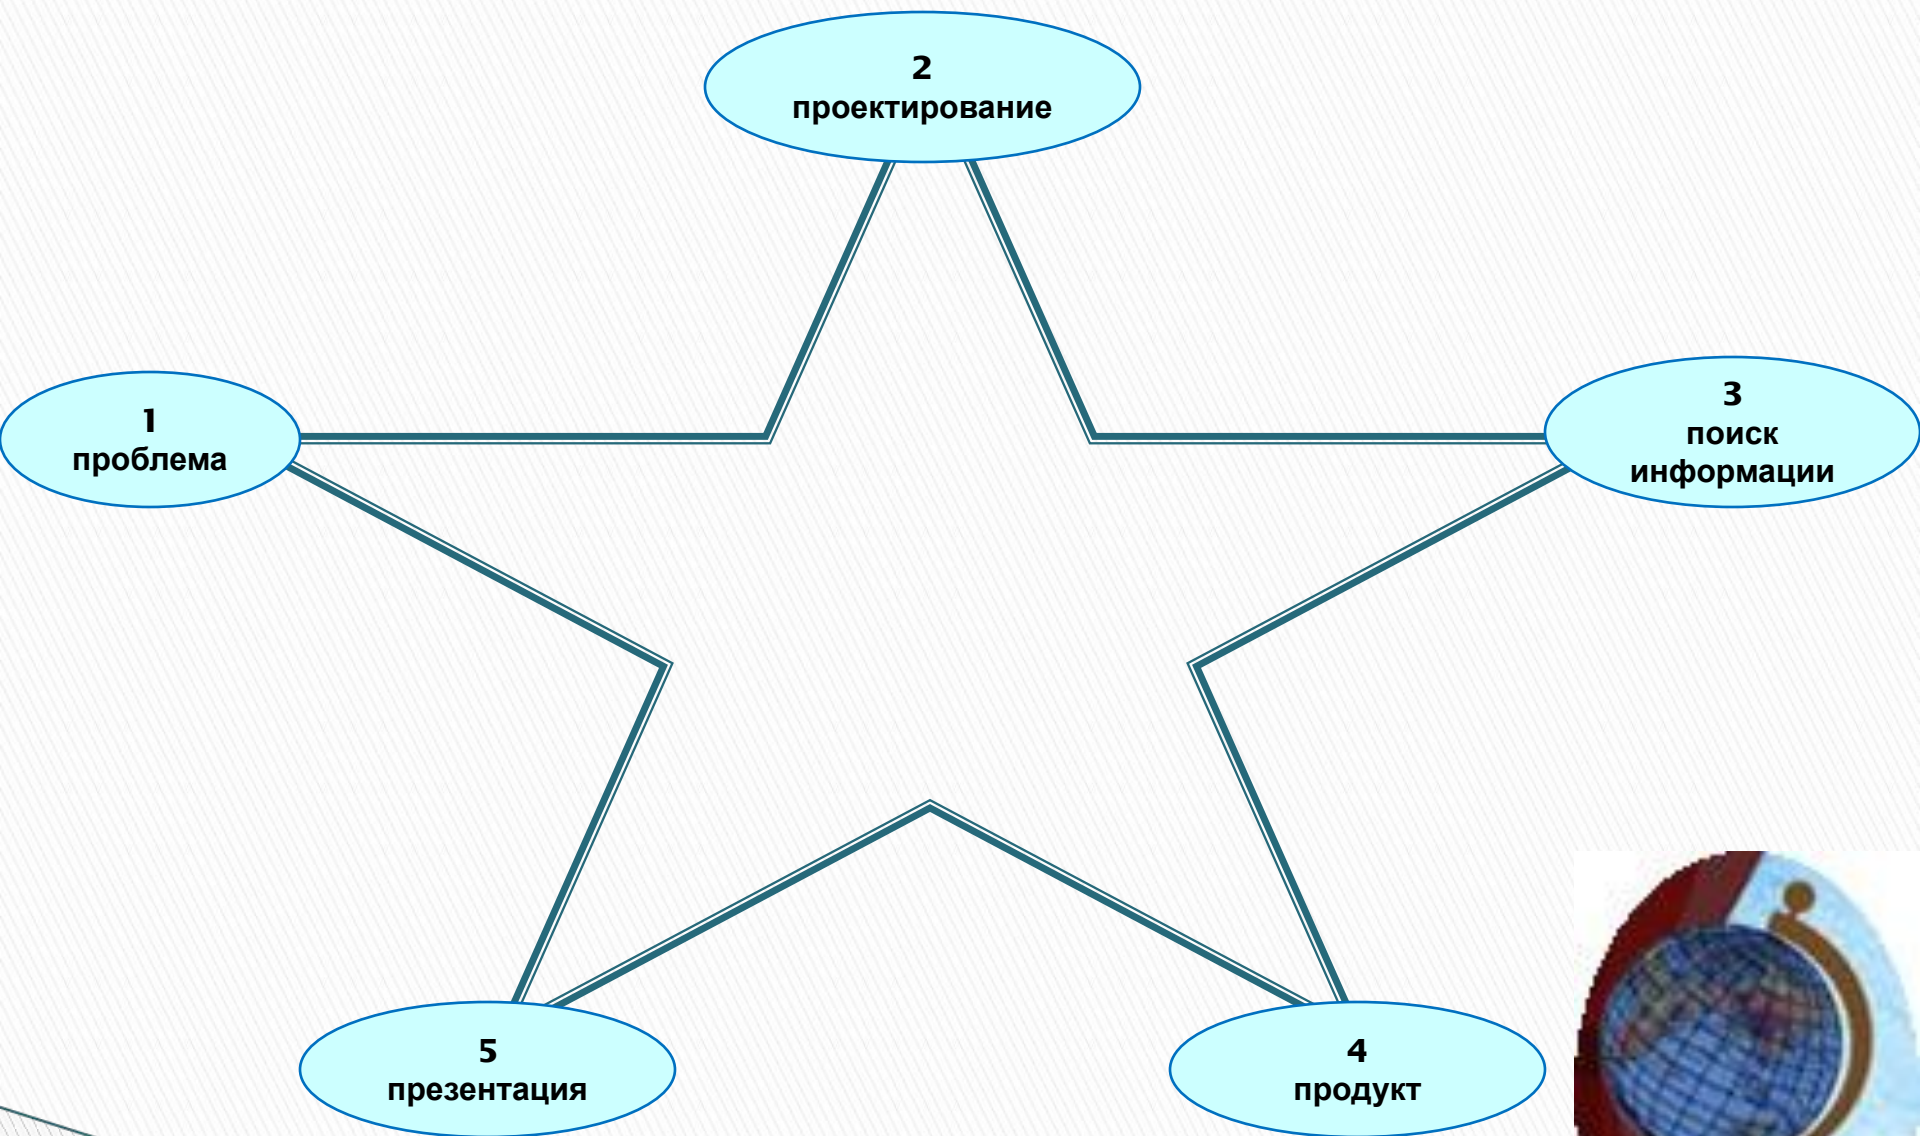 1
проблема
2
проектирование
3
поиск
информации
4
продукт
5
презентация